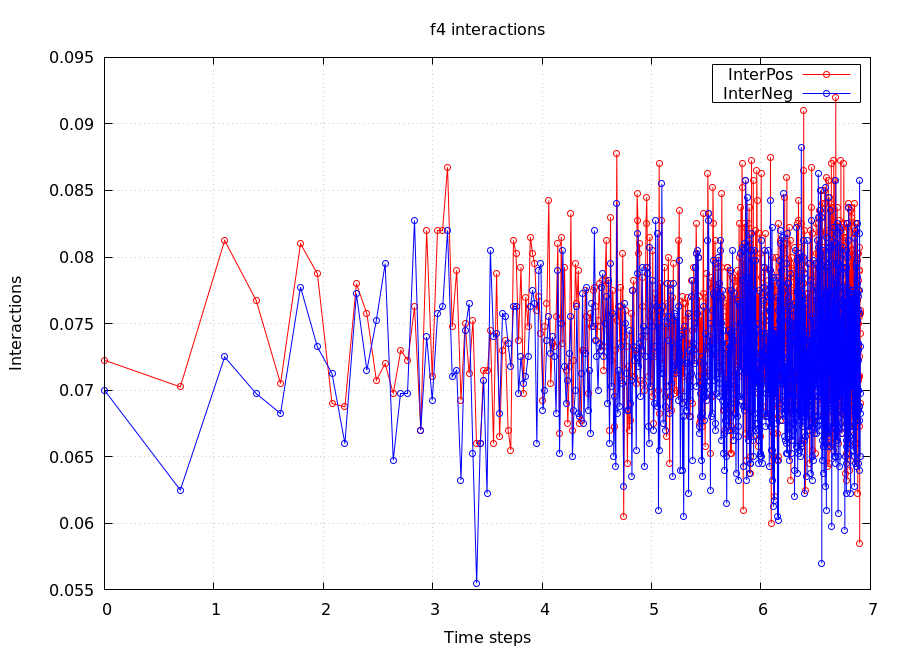 f4 interactions
InterPos
InterNeg
0.095
0.09
0.085
0.08
0.075
0.07
0.065
0.06
0.055
0 1 2 3 4 5 6 7
Interactions
Time steps